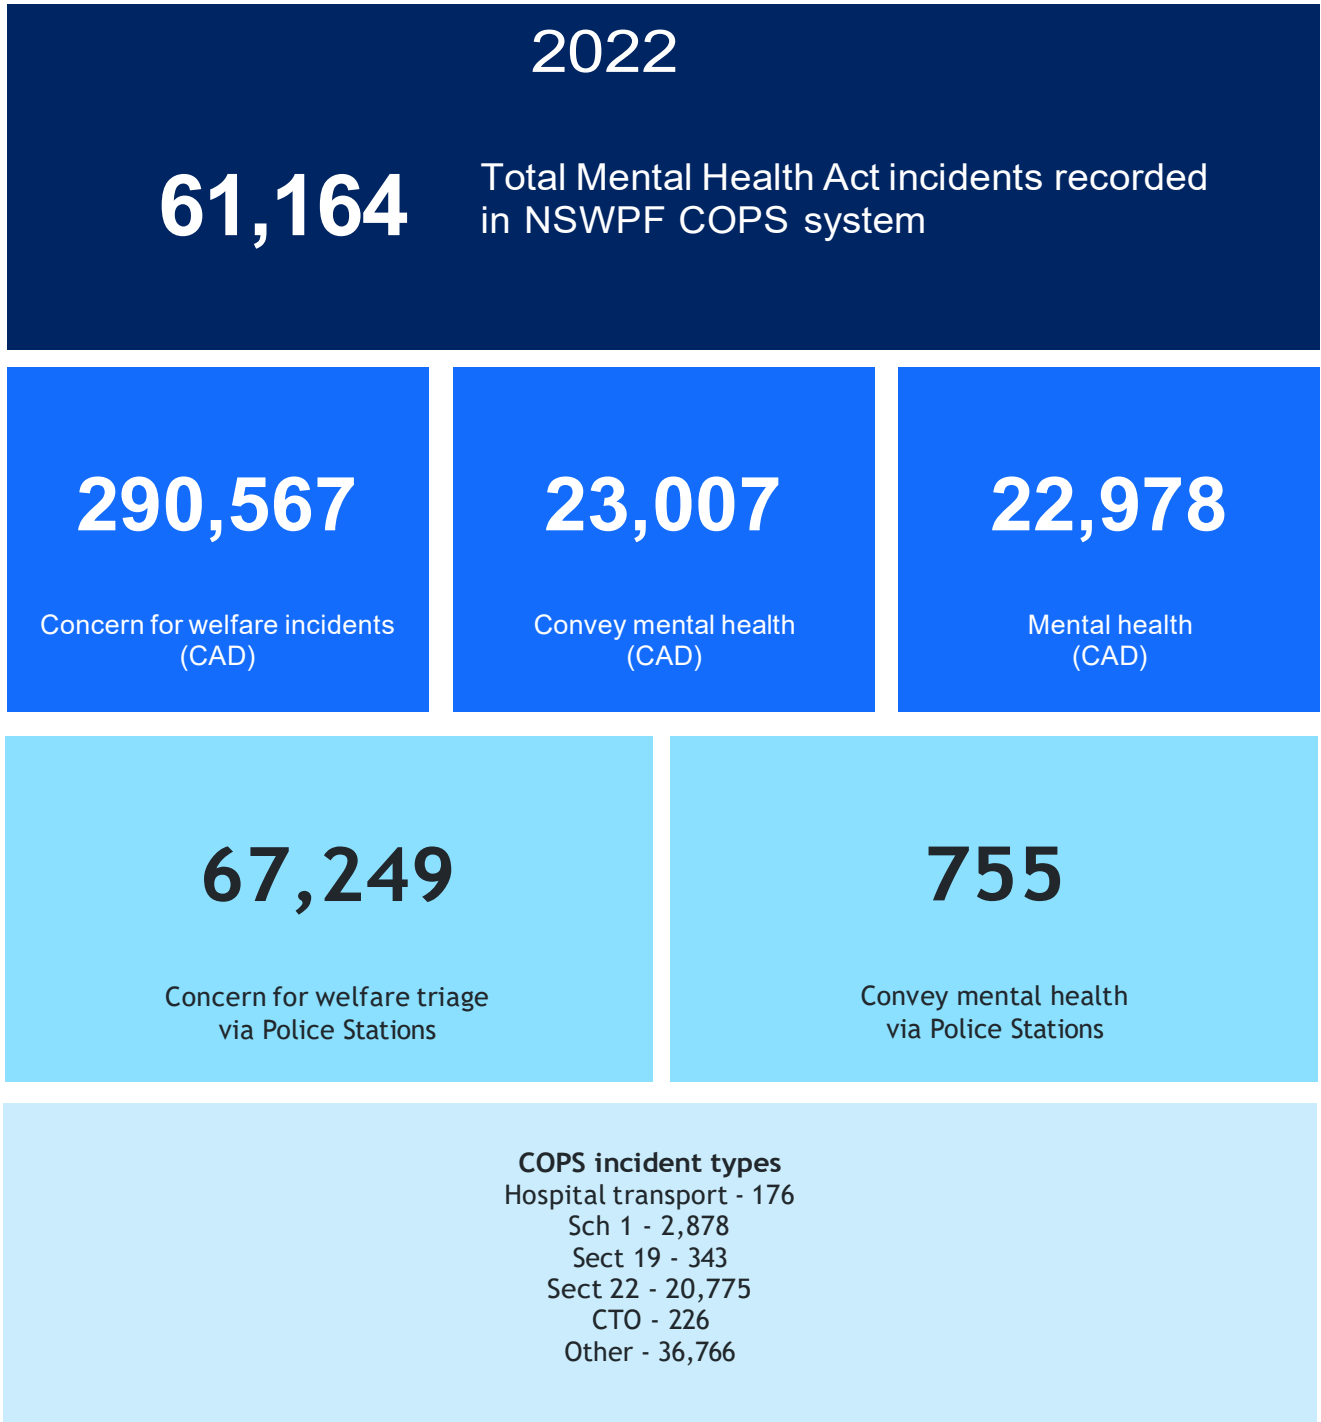 2022
61,164
Total Mental Health Act incidents recorded
in NSWPF COPS system
290,567
Concern for welfare incidents
(CAD)
23,007
Convey mental health
(CAD)
22,978
Mental health
(CAD)
67,249
Concern for welfare triage
via Police Stations
755
Convey mental health
via Police Stations
COPS incident types
Hospital transport - 176
Sch 1 - 2,878
Sect 19 - 343
Sect 22 - 20,775
CTO - 226
Other - 36,766